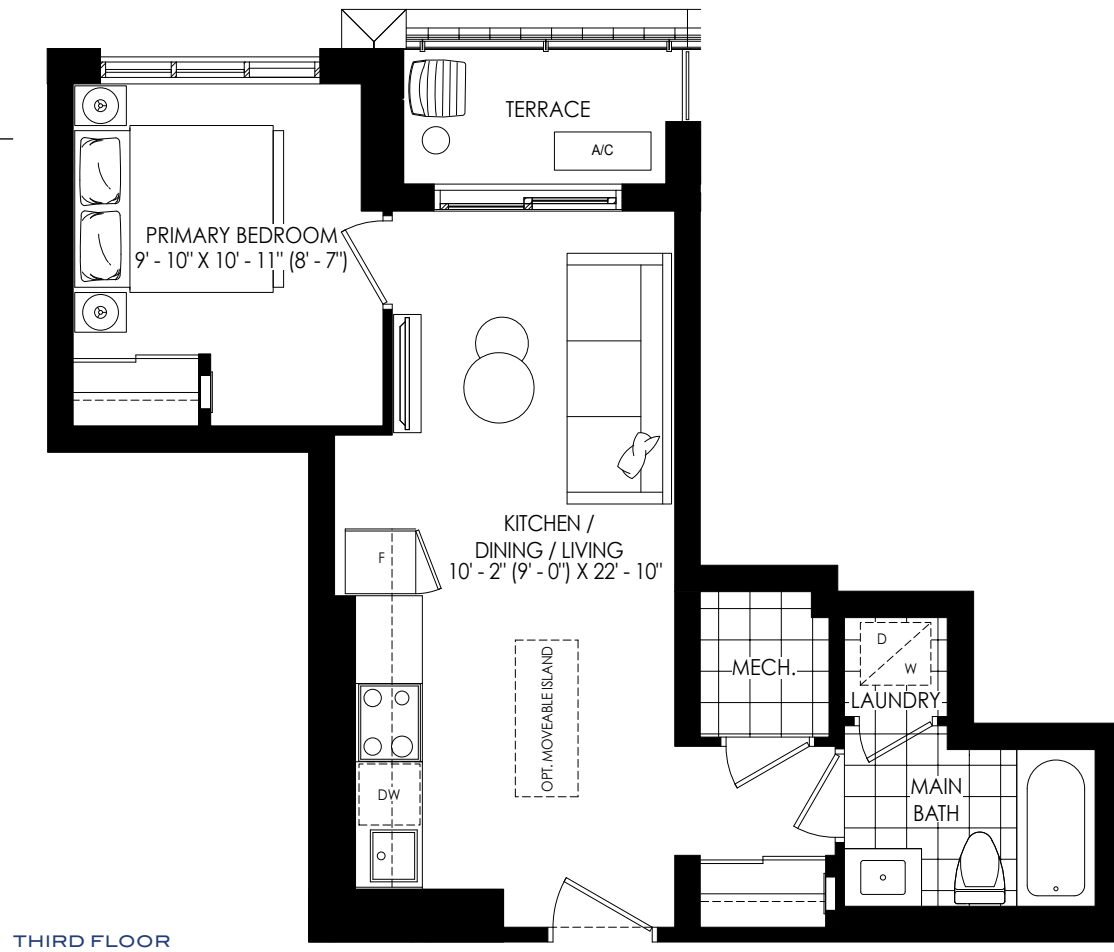 TERRACE
A/C
PRIMARY BEDROOM
9' - 10" X 10' - 11" (8' - 7")
KITCHEN /
DINING / LIVING
10' - 2" (9' - 0") X 22' - 10"
F
OPT. MOVEABLE ISLAND
DW
MECH.
D
W
LAUNDRY
MAIN
BATH
THIRD FLOOR